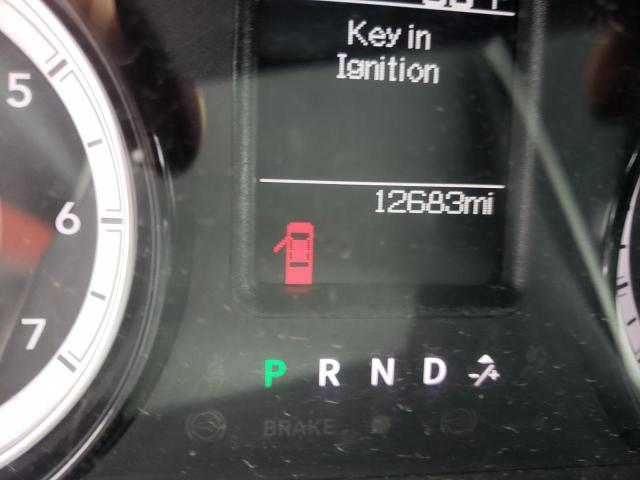 Key in
Ignition
5
12683mi
6
7
P R N D
BRAKE